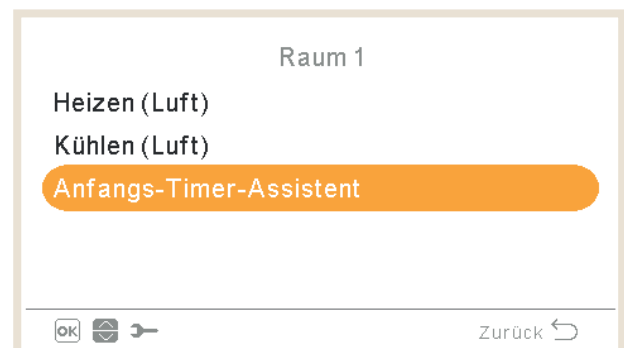 Raum 1
Heizen (Luft)
Kühlen (Luft)
Anfangs-Timer-Assistent
OK Zurück